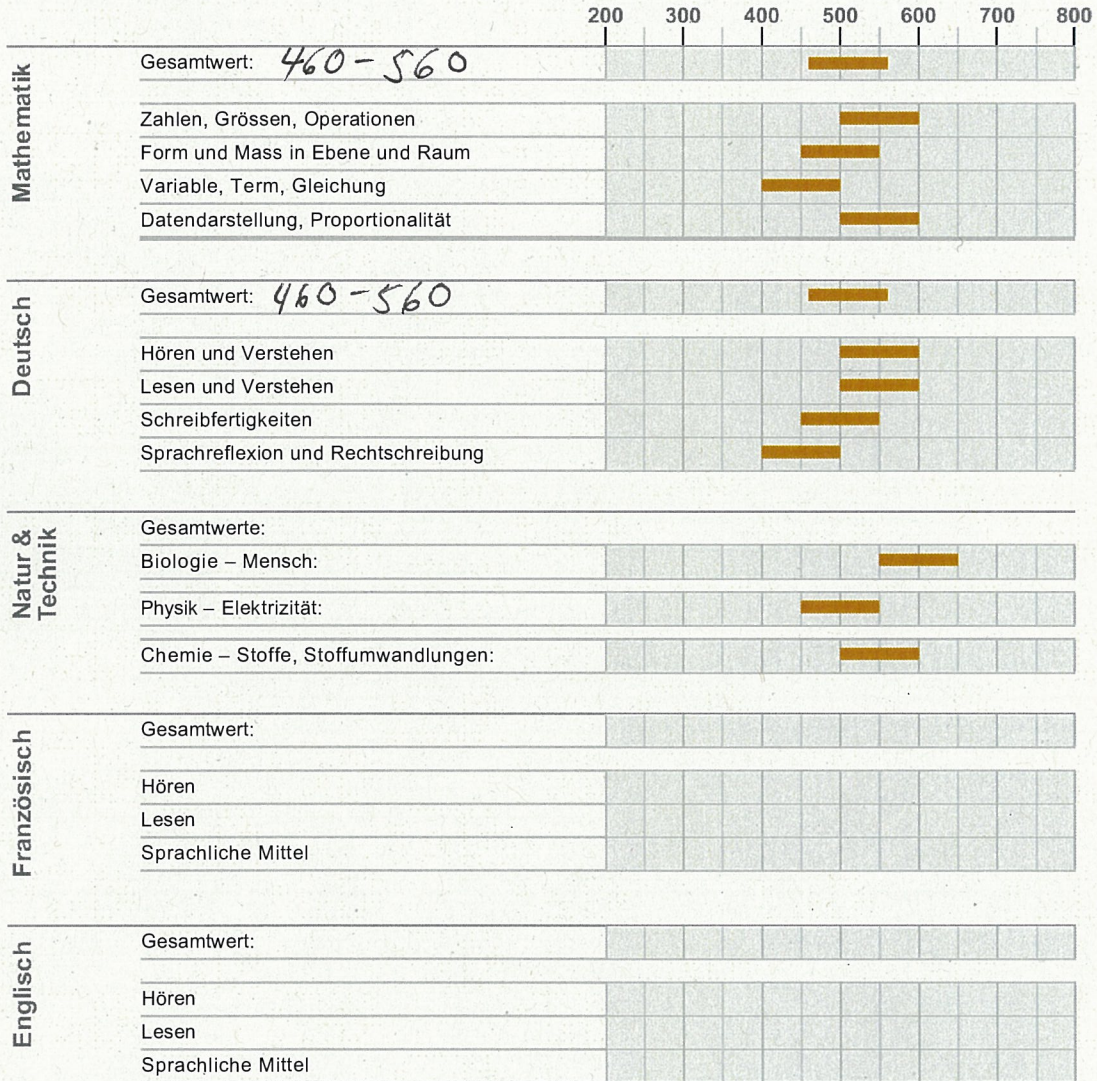 200 300 400 500 600 700 800
Mathematik
Gesamtwert: 460 - 560
Zahlen, Grössen, Operationen
Form und Mass in Ebene und Raum
Variable, Term, Gleichung
Datendarstellung, Proportionalität
Deutsch
Gesamtwert: 460 - 560
Hören und Verstehen
Lesen und Verstehen
Schreibfertigkeiten
Sprachreflexion und Rechtschreibung
Natur &
Technik
Gesamtwerte:
Biologie – Mensch:
Physik – Elektrizität:
Chemie – Stoffe, Stoffumwandlungen:
Französisch
Gesamtwert:
Hören
Lesen
Sprachliche Mittel
Englisch
Gesamtwert:
Hören
Lesen
Sprachliche Mittel